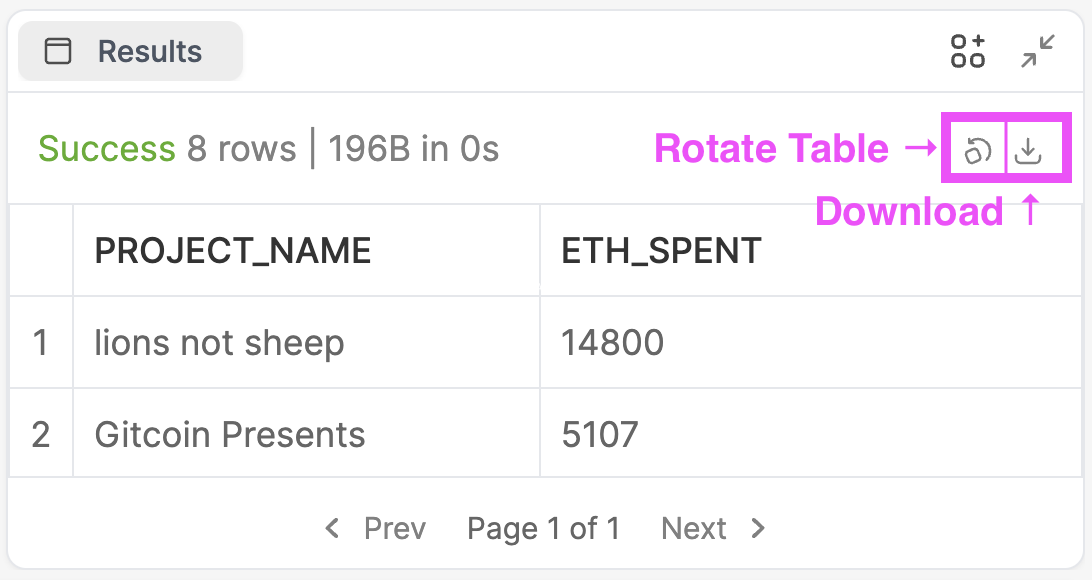 Results
Success 8 rows | 196B in 0s
Rotate Table →
Download ↑
PROJECT_NAME ETH_SPENT
1 lions not sheep 14800
2 Gitcoin Presents 5107
Prev Page 1 of 1 Next